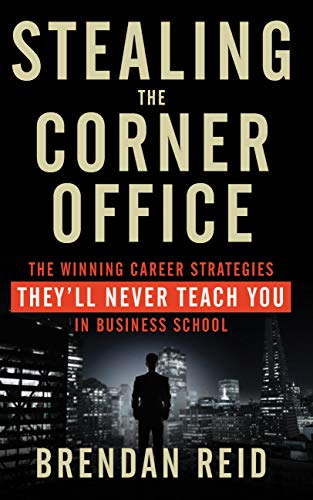 STEALING
THE
CORNER
OFFICE
THE WINNING CAREER STRATEGIES
THEY'LL NEVER TEACH YOU
IN BUSINESS SCHOOL
BRENDAN REID